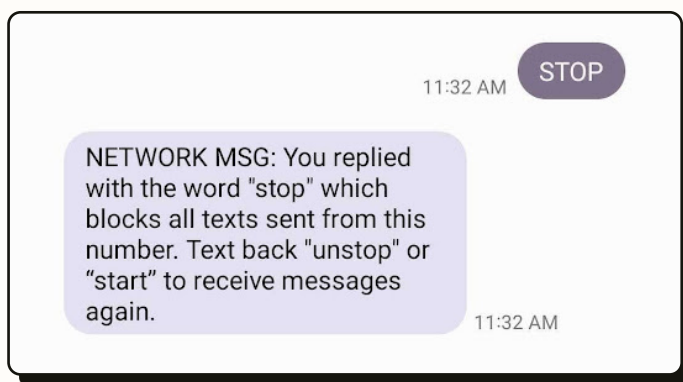 STOP
11:32 AM
NETWORK MSG: You replied
with the word "stop" which
blocks all texts sent from this
number. Text back "unstop" or
“start” to receive messages
again.
11:32 AM